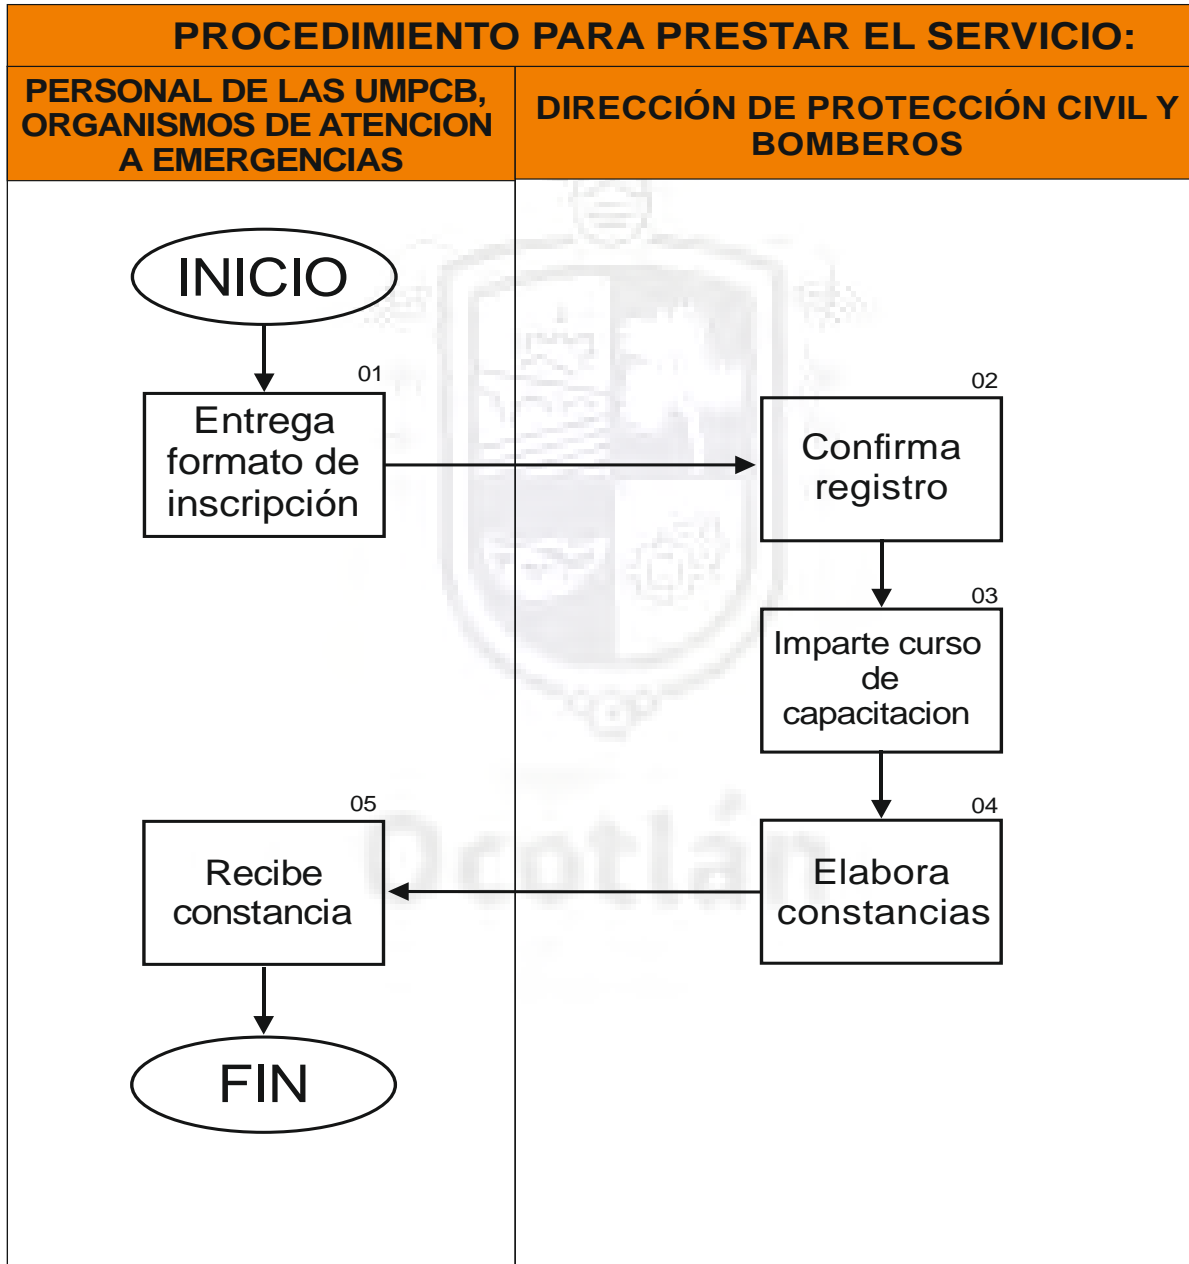 PROCEDIMIENTO PARA PRESTAR EL SERVICIO:
PERSONAL DE LAS UMPCB,
ORGANISMOS DE ATENCION
A EMERGENCIAS
DIRECCIÓN DE PROTECCIÓN CIVIL Y
BOMBEROS
INICIO
01
Entrega
formato de
inscripción
02
Confirma
registro
03
Imparte curso
de
capacitacion
04
Elabora
constancias
05
Recibe
constancia
FIN
Ocotlán